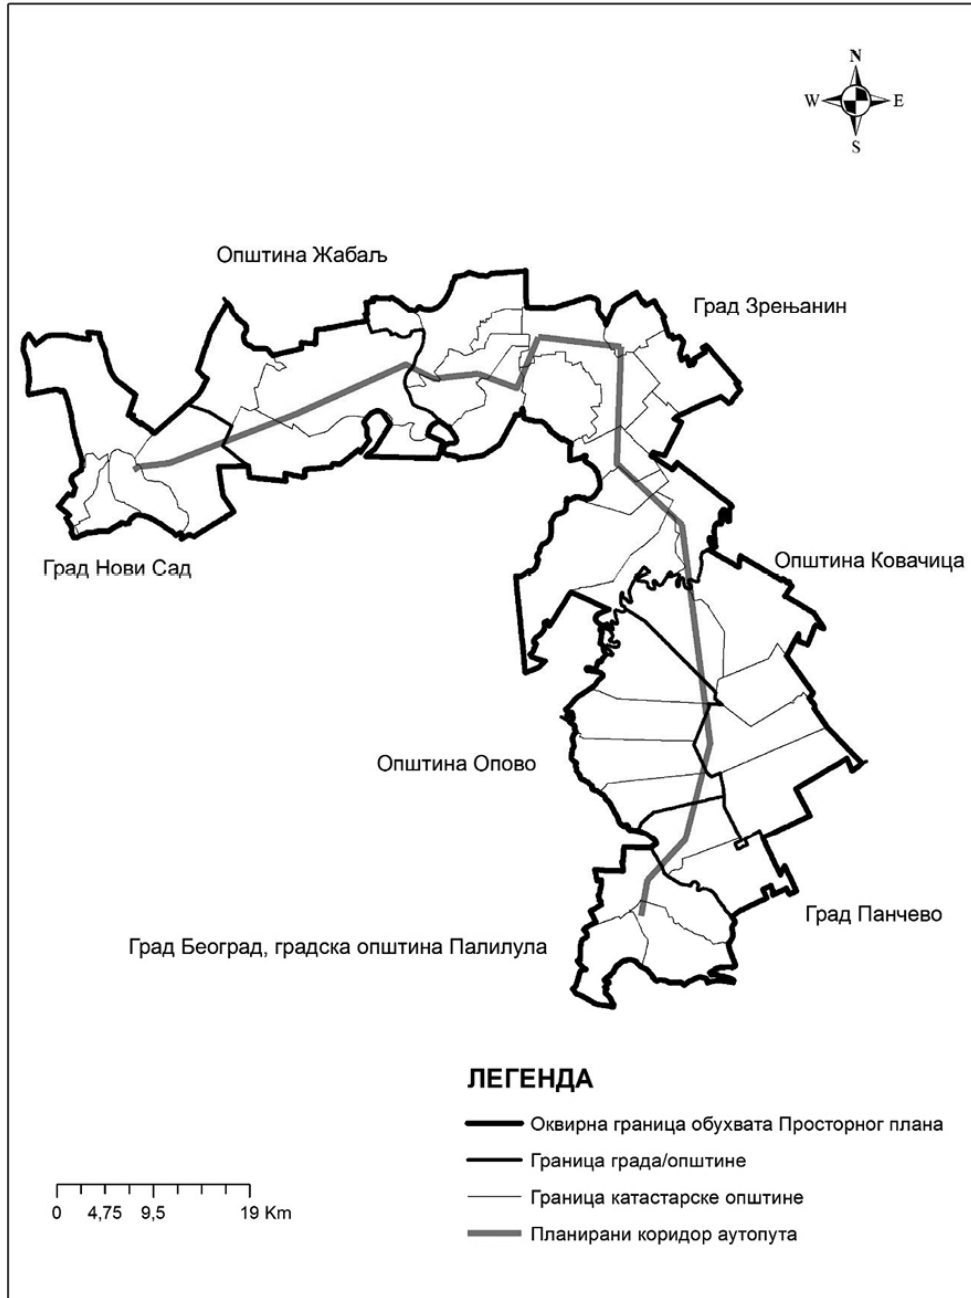 N
W E
S
Општина Жабаљ
Град Зрењанин
Град Нови Сад
Општина Ковачица
Општина Опово
Град Панчево
Град Београд, градска општина Палилула
ЛЕГЕНДА
Оквирна граница обухвата Просторног плана
Граница града/општине
Граница катастарске општине
Планирани коридор аутопута
0 4,75 9,5 19 Km